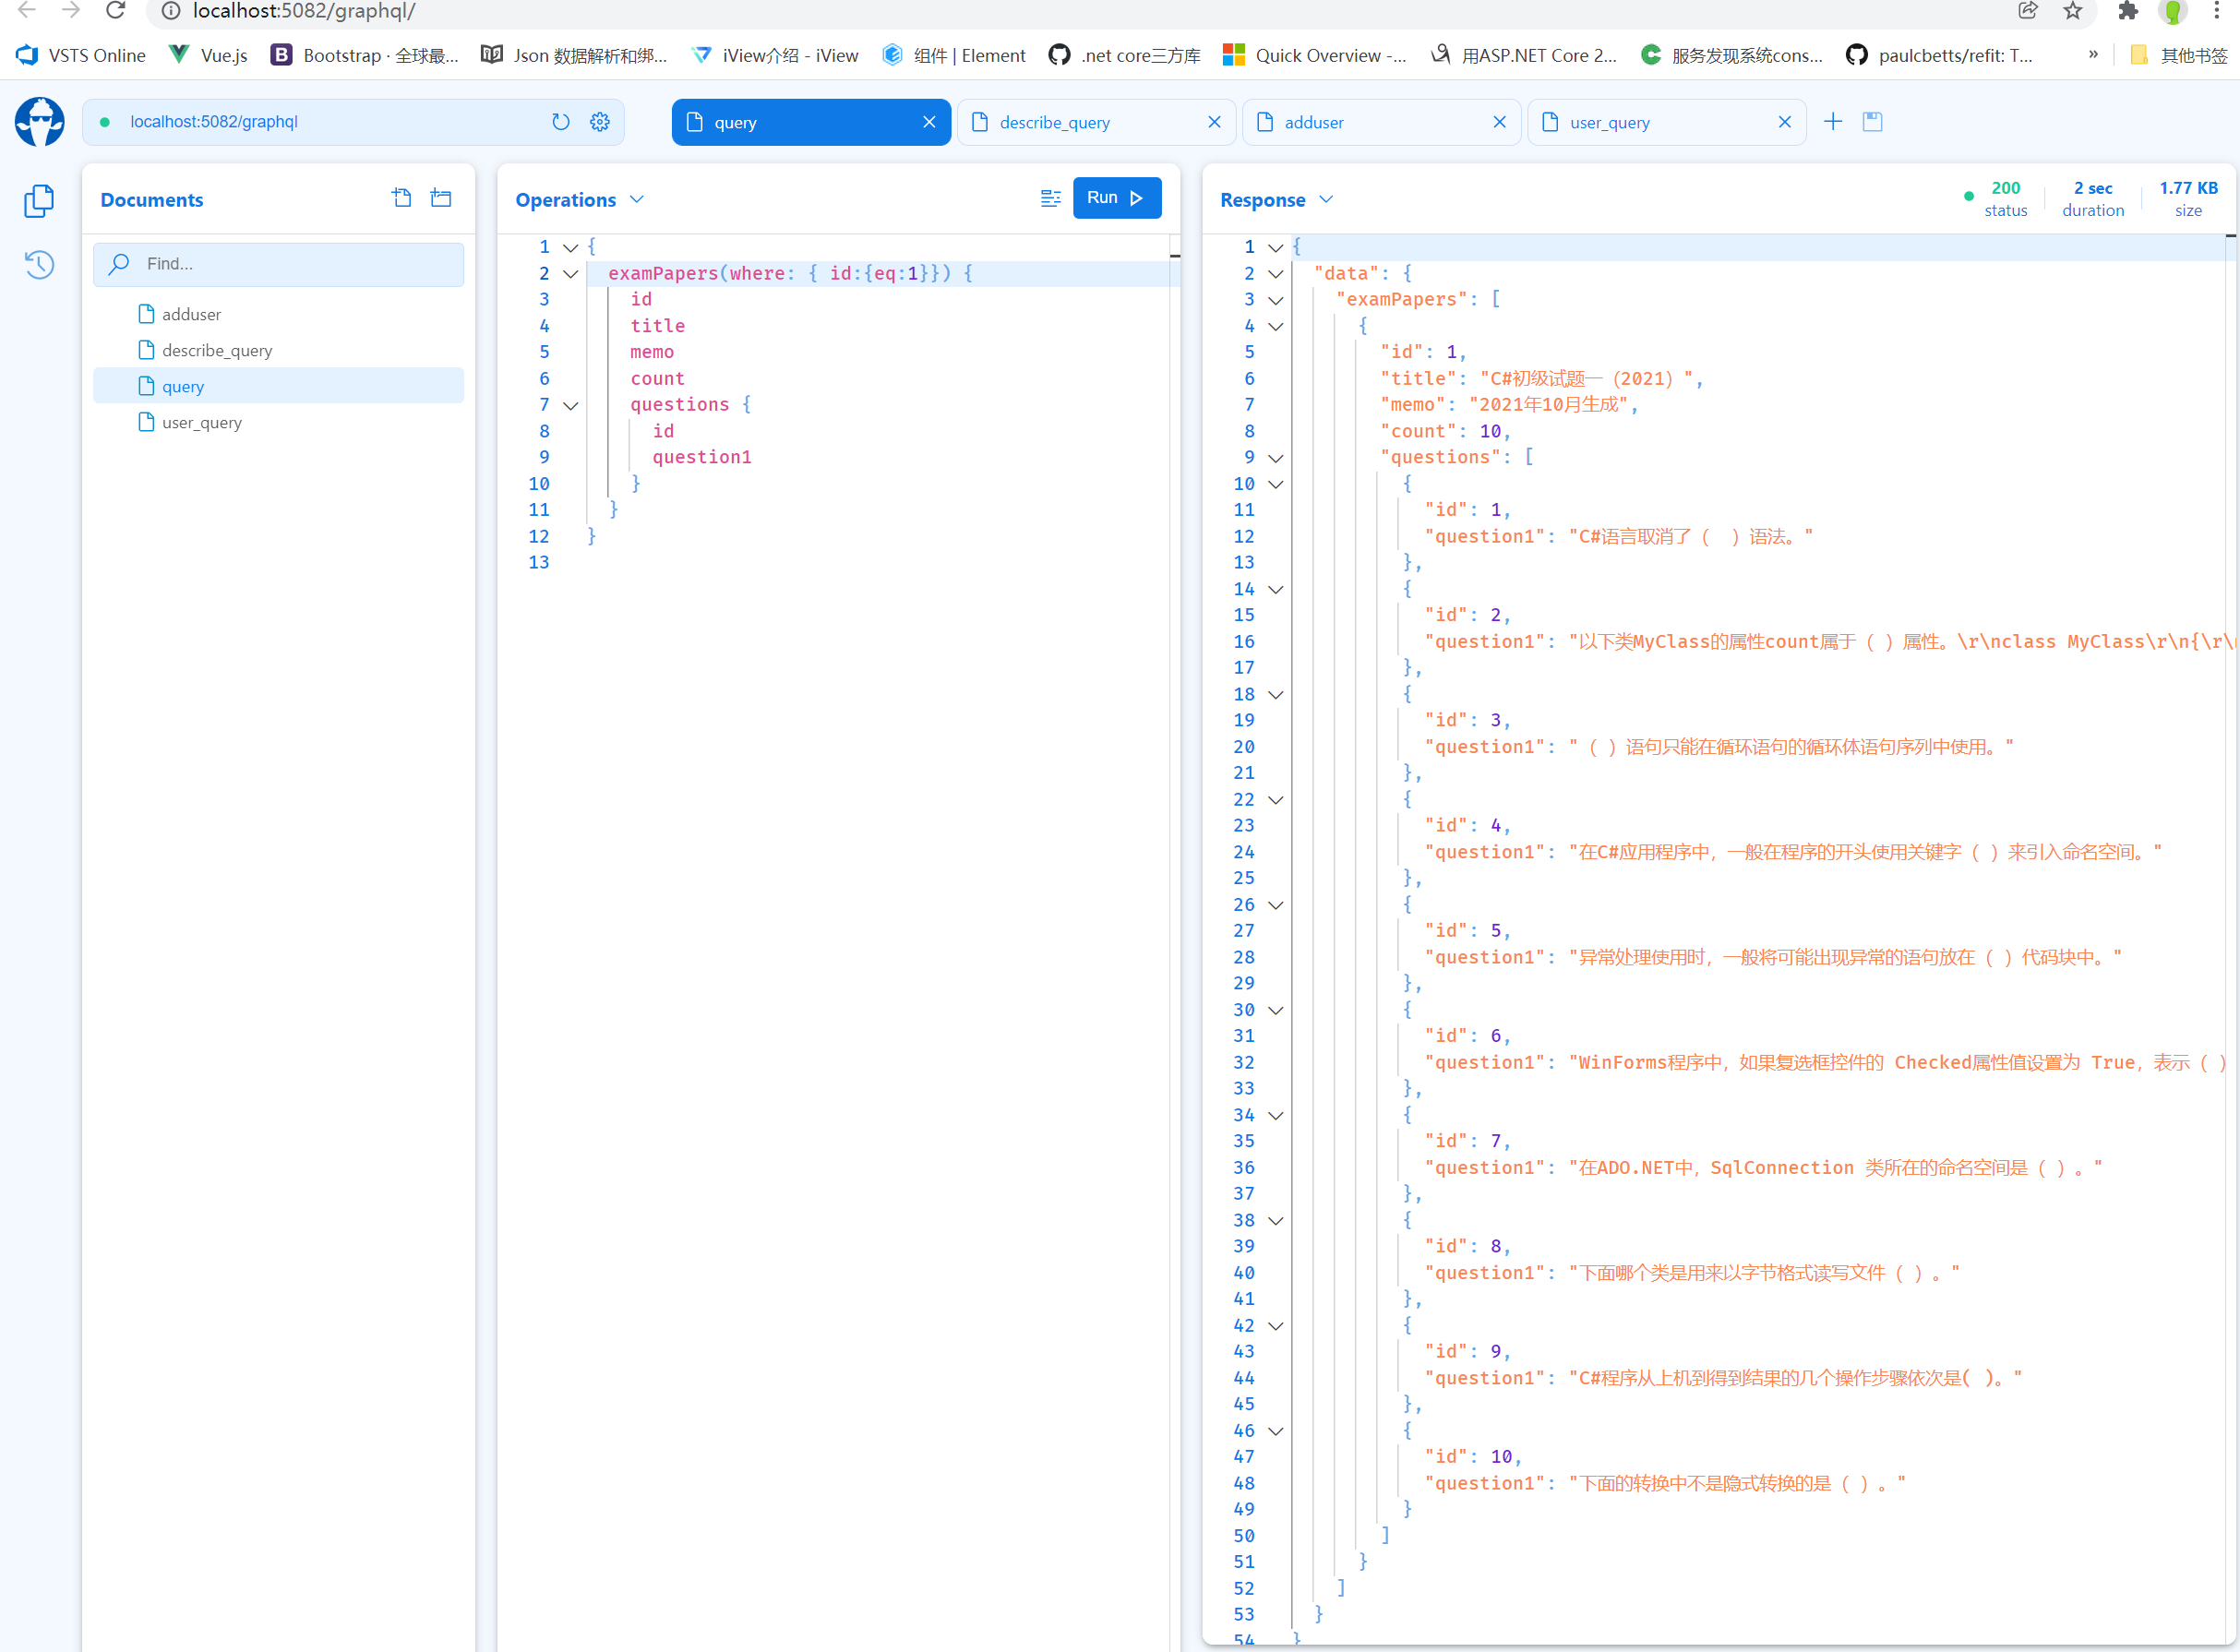 localhost:5082/graphql/
VSTS Online Vue.js Bootstrap · 全球最... Json 数据解析和绑... iView介绍 - iView 组件 | Element .net core三方库 Quick Overview -... 用ASP.NET Core 2... 服务发现系统cons... paulcbetts/refit: T... » 其他书签
localhost:5082/graphql query describe_query adduser user_query
Documents
Find...
adduser
describe_query
query
user_query
Operations Run
1 {
2 examPapers(where: { id:{eq:1}}) {
3 id
4 title
5 memo
6 count
7 questions {
8 id
9 question1
10 }
11 }
12 }
13
Response 200 status 2 sec duration 1.77 KB size
1 {
2 "data": {
3 "examPapers": [
4 {
5 "id": 1,
6 "title": "C#初级试题一（2021）",
7 "memo": "2021年10月生成",
8 "count": 10,
9 "questions": [
10 {
11 "id": 1,
12 "question1": "C#语言取消了（  ）语法。"
13 },
14 {
15 "id": 2,
16 "question1": "以下类MyClass的属性count属于（ ）属性。\r\nclass MyClass\r\n{\r\
17 },
18 {
19 "id": 3,
20 "question1": "（ ）语句只能在循环语句的循环体语句序列中使用。"
21 },
22 {
23 "id": 4,
24 "question1": "在C#应用程序中，一般在程序的开头使用关键字（ ）来引入命名空间。"
25 },
26 {
27 "id": 5,
28 "question1": "异常处理使用时，一般将可能出现异常的语句放在（ ）代码块中。"
29 },
30 {
31 "id": 6,
32 "question1": "WinForms程序中，如果复选框控件的 Checked属性值设置为 True，表示（ ）
33 },
34 {
35 "id": 7,
36 "question1": "在ADO.NET中，SqlConnection 类所在的命名空间是（ ）。"
37 },
38 {
39 "id": 8,
40 "question1": "下面哪个类是用来以字节格式读写文件（ ）。"
41 },
42 {
43 "id": 9,
44 "question1": "C#程序从上机到得到结果的几个操作步骤依次是( )。"
45 },
46 {
47 "id": 10,
48 "question1": "下面的转换中不是隐式转换的是（ ）。"
49 }
50 ]
51 }
52 ]
53 }
54 }